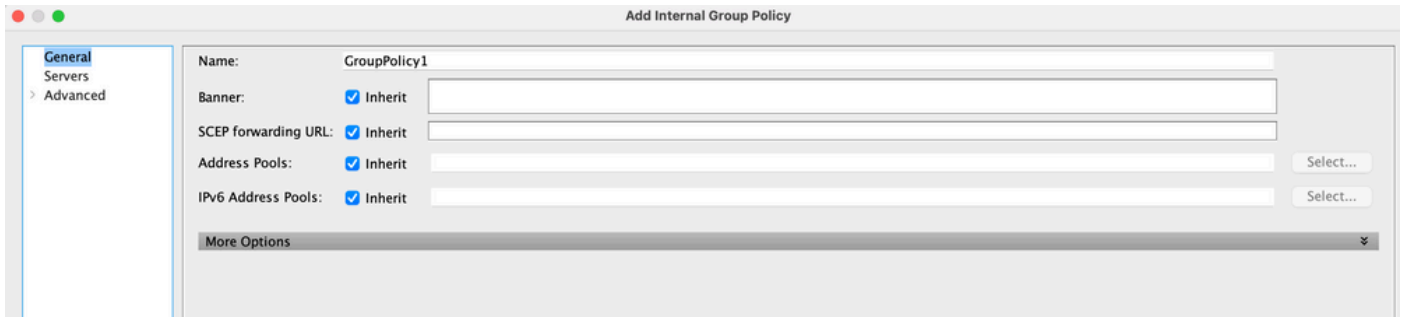 Add Internal Group Policy
General
Servers
Advanced
Name: GroupPolicy1
Banner: Inherit
SCEP forwarding URL: Inherit
Address Pools: Inherit Select...
IPv6 Address Pools: Inherit Select...
More Options